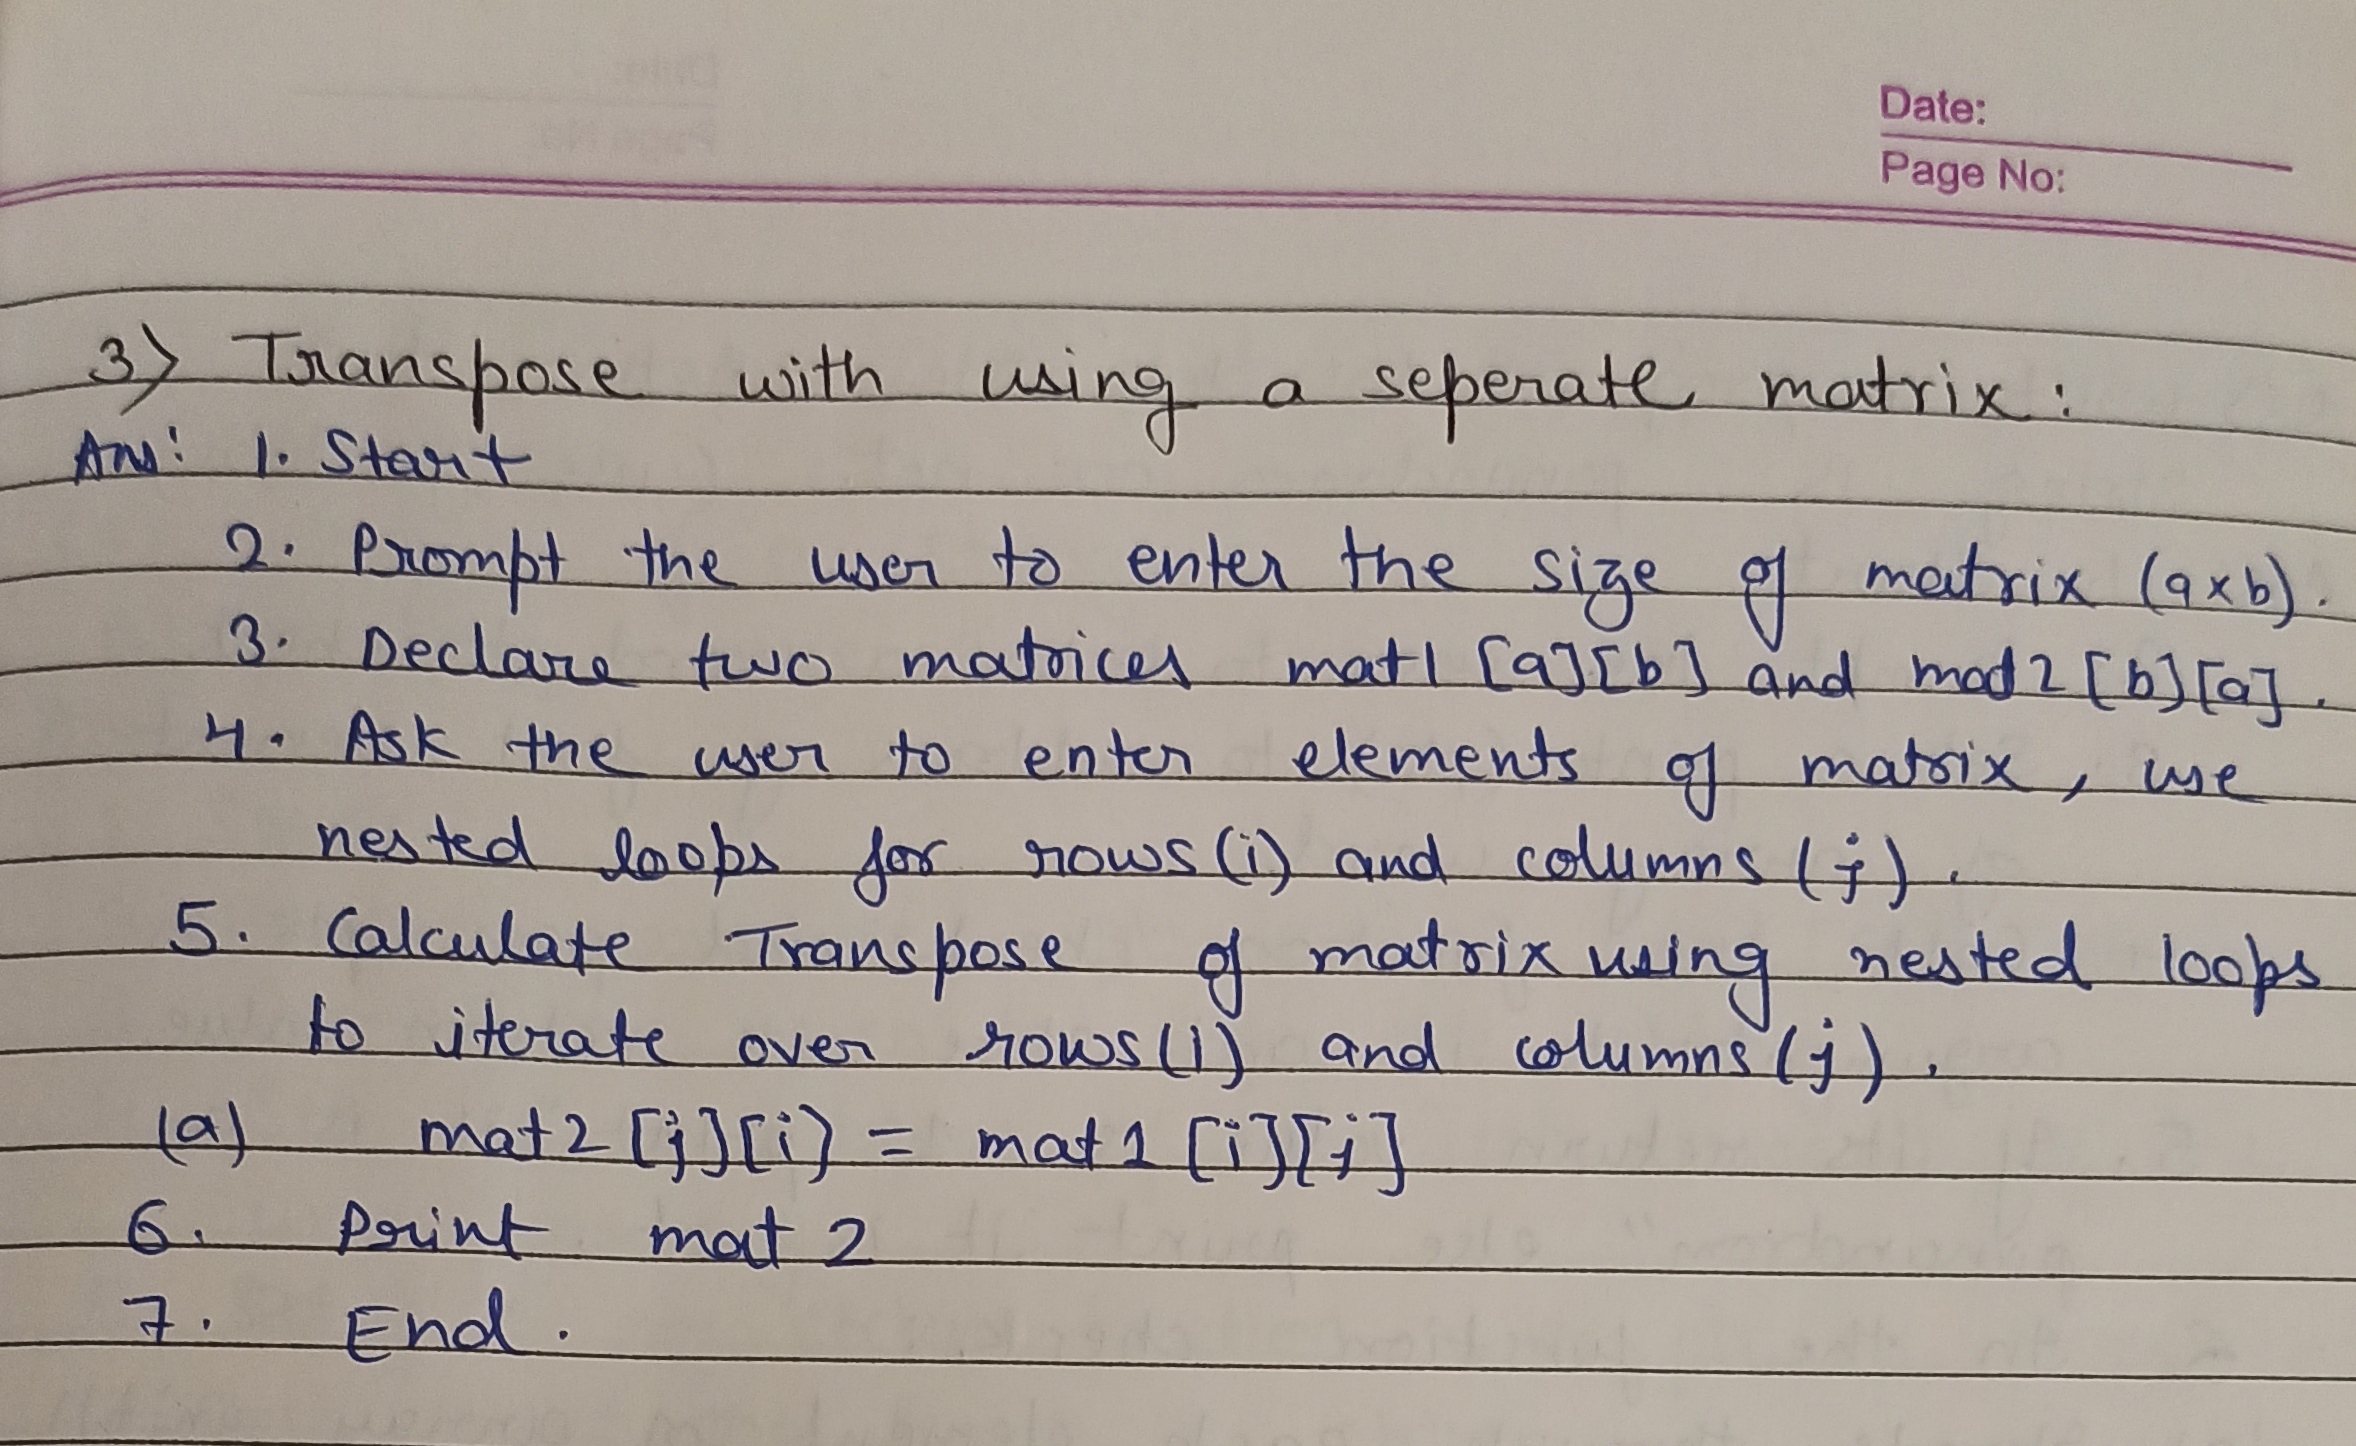 Date:
Page No:
3) Transpose with using a seperate matrix :
Ans: 1. Start
2. Prompt the user to enter the size of matrix (axb).
3. Declare two matrices mat1 [a][b] and mat2 [b][a].
4. Ask the user to enter elements of matrix, use
nested loops for rows (i) and columns (j).
5. Calculate Transpose of matrix using nested loops
to iterate over rows (i) and columns (j).
(a) mat2 [j][i] = mat1 [i][j]
6. Print mat 2
7. End.